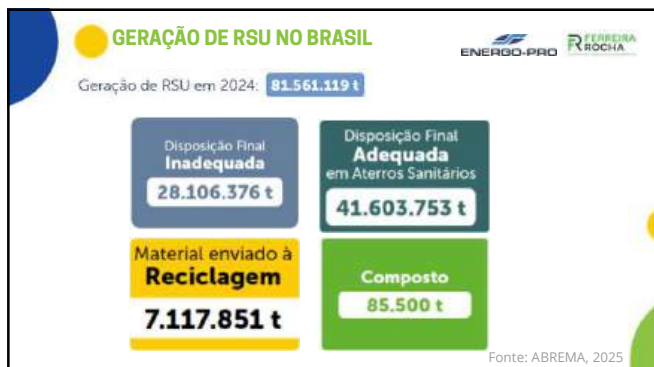 GERAÇÃO DE RSU NO BRASIL
ENERGO-PRO
FERREIRA
ROCHA
Geração de RSU em 2024: 81.561.119 t
Disposição Final
Inadequada
28.106.376 t
Disposição Final
Adequada
em Aterros Sanitários
41.603.753 t
Material enviado à
Reciclagem
7.117.851 t
Composto
85.500 t
Fonte: ABREMA, 2025